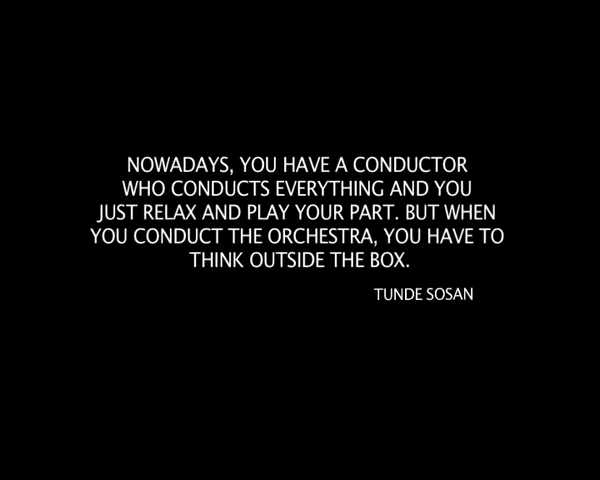 NOWADAYS, YOU HAVE A CONDUCTOR
WHO CONDUCTS EVERYTHING AND YOU
JUST RELAX AND PLAY YOUR PART. BUT WHEN
YOU CONDUCT THE ORCHESTRA, YOU HAVE TO
THINK OUTSIDE THE BOX.
TUNDE SOSAN